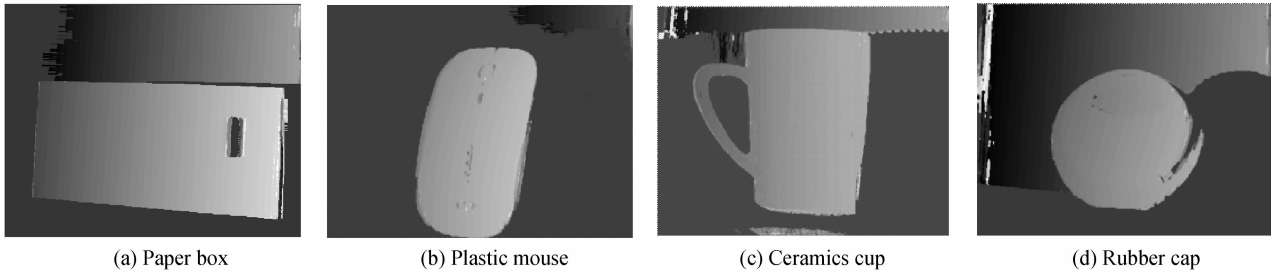 (a) Paper box
(b) Plastic mouse
(c) Ceramics cup
(d) Rubber cap